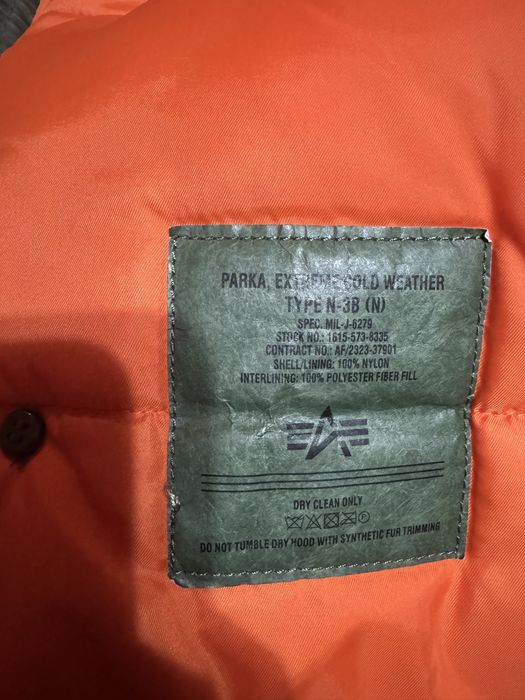 PARKA, EXTREME COLD WEATHER
TYPE N-3B (N)
SPEC. MIL-J-6279
STOCK NO.: 1615-573-8335
CONTRACT NO.: AF/2323-37901
SHELL/LINING: 100% NYLON
INTERLINING: 100% POLYESTER FIBER FILL
DRY CLEAN ONLY
DO NOT TUMBLE DRY HOOD WITH SYNTHETIC FUR TRIMMING